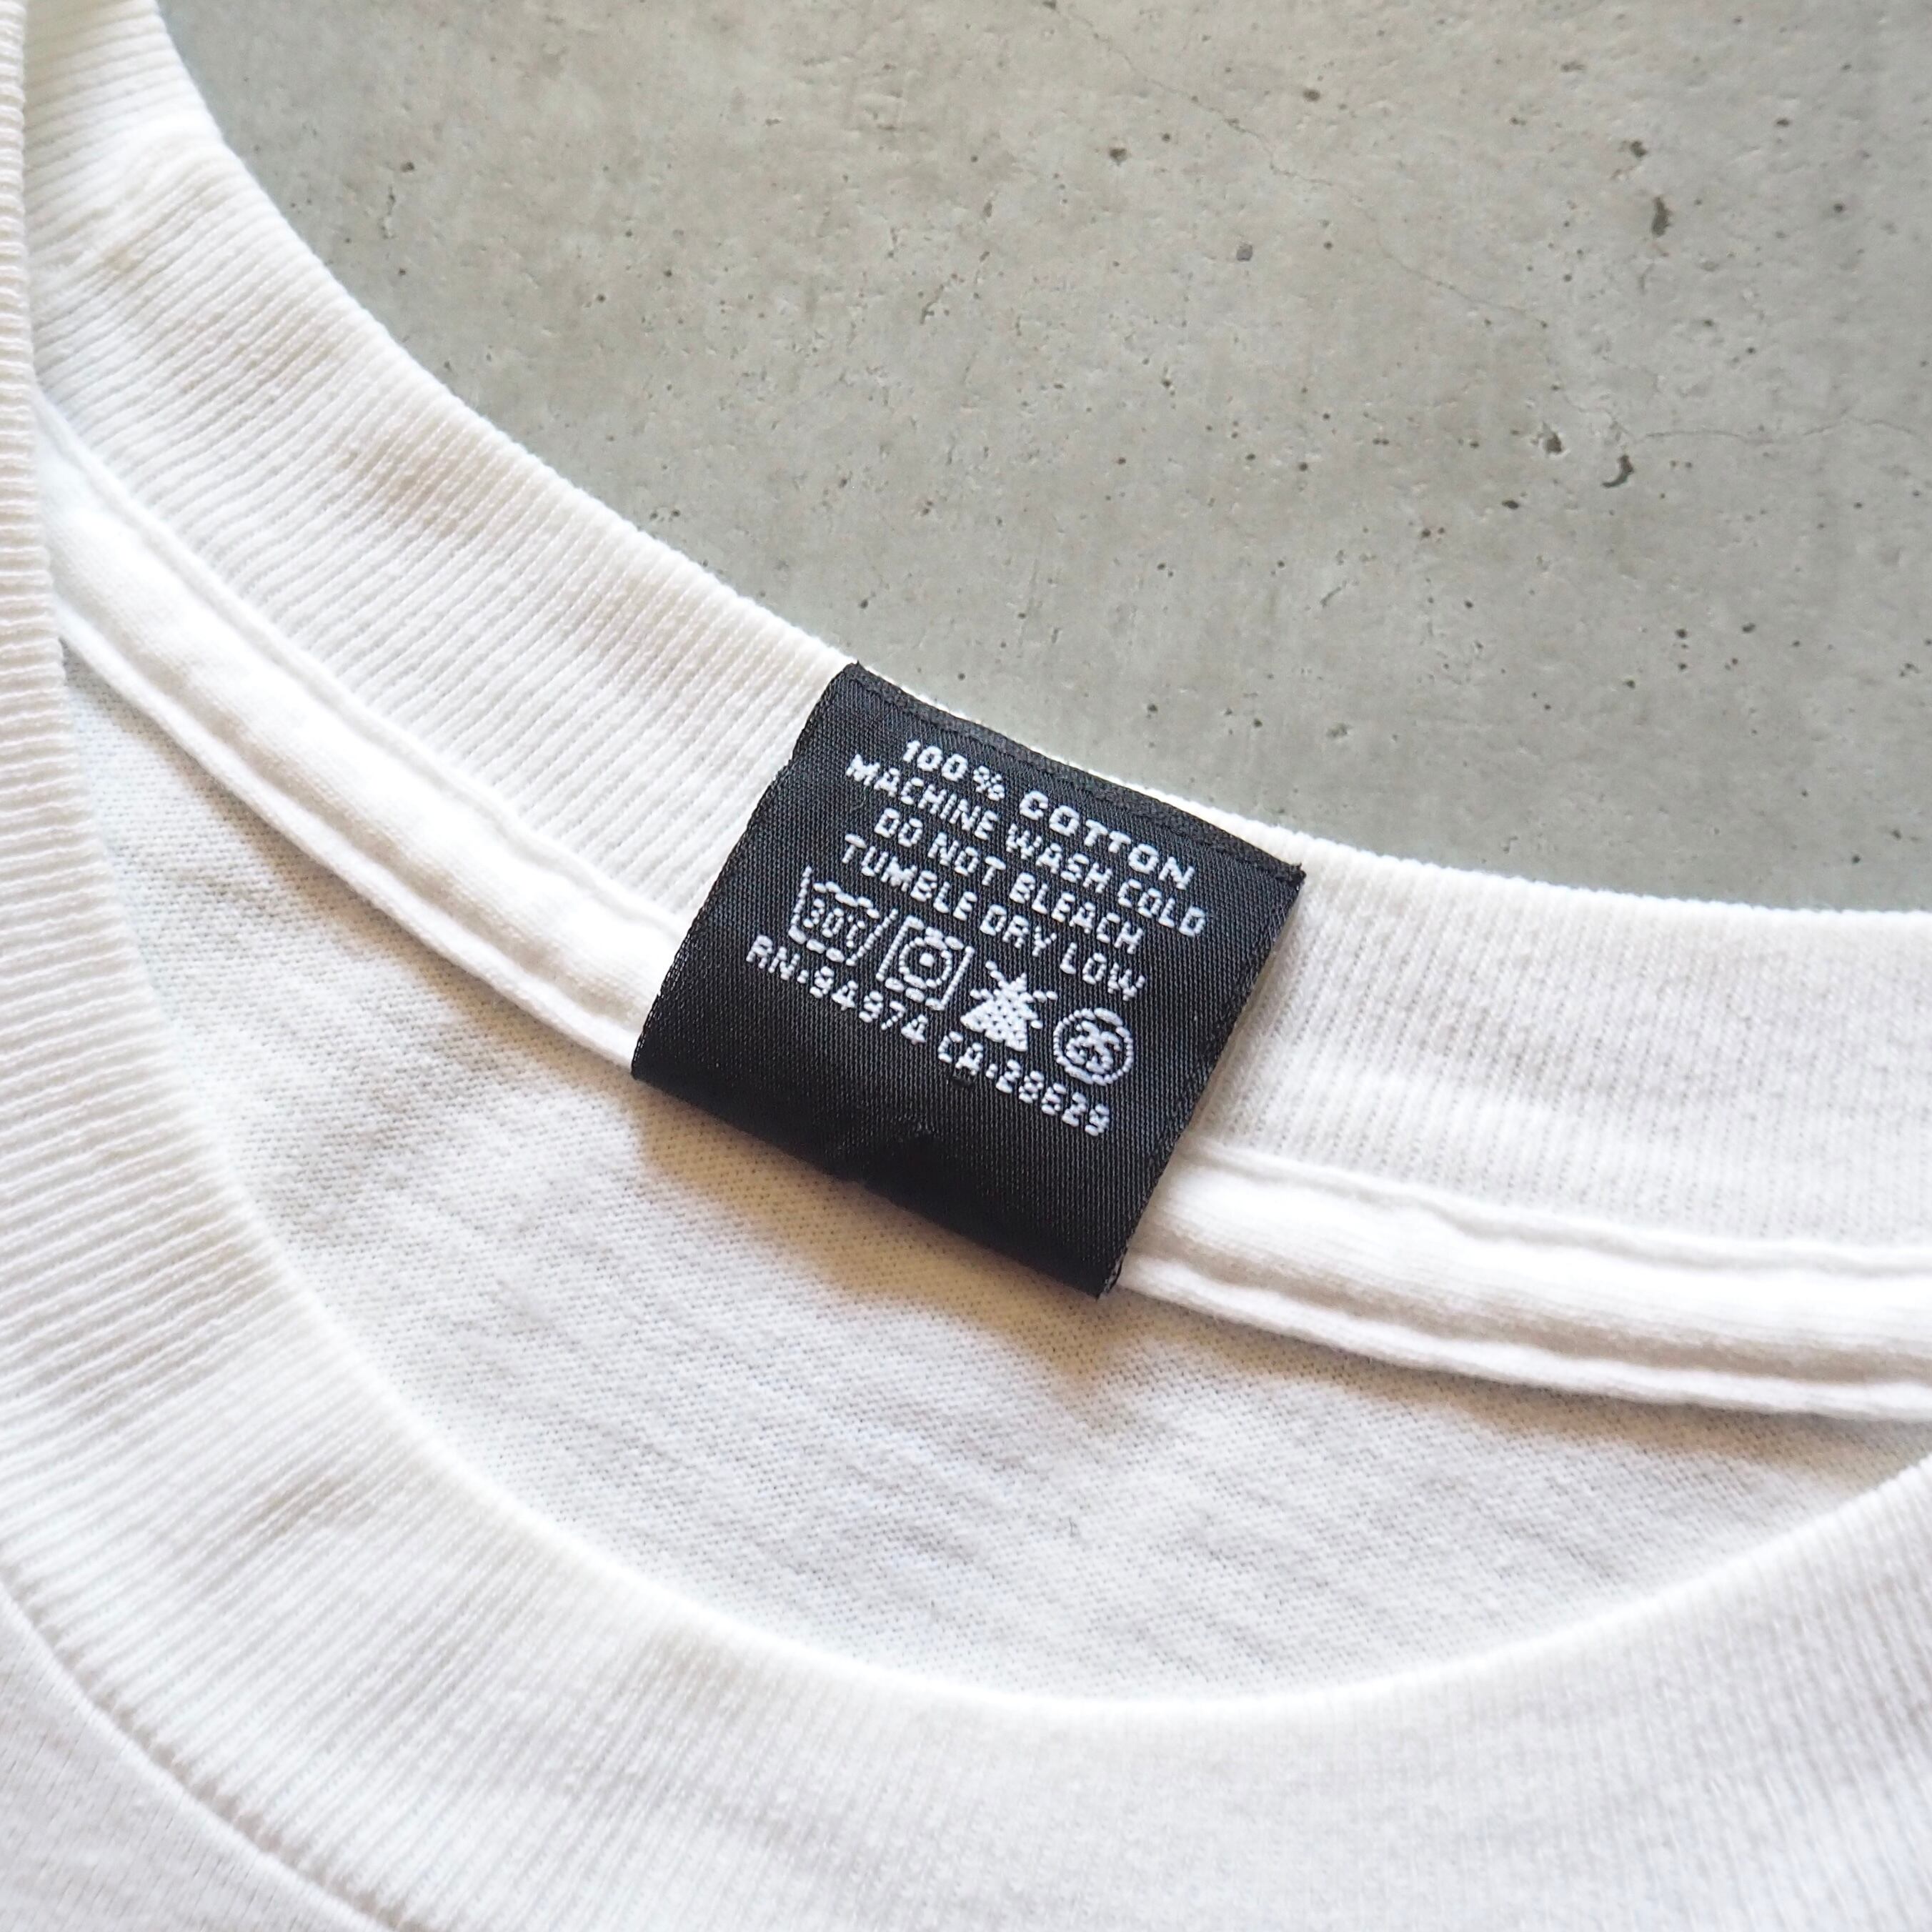 100% COTTON
MACHINE WASH COLD
DO NOT BLEACH
TUMBLE DRY LOW
30℃
RN:94974 CA:28629